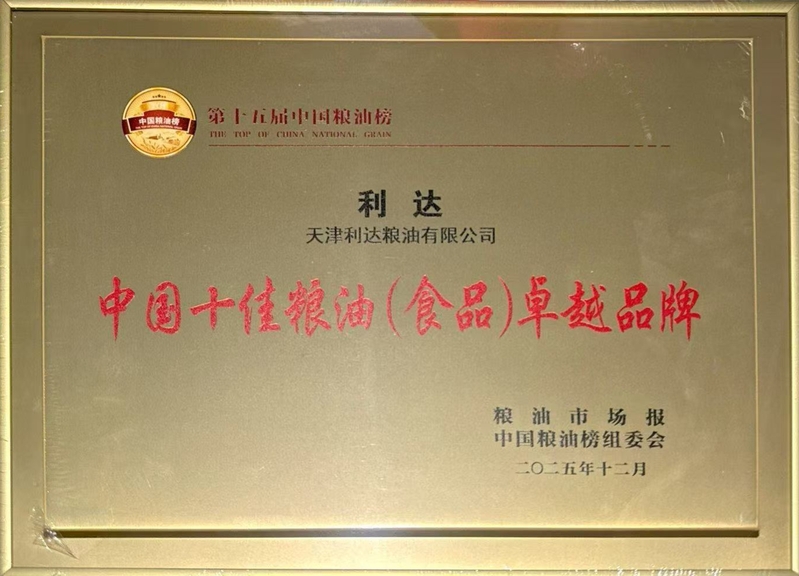 中国粮油榜
第十五届中国粮油榜
THE TOP OF CHINA NATIONAL GRAIN
利达
天津利达粮油有限公司
中国十佳粮油(食品)卓越品牌
粮油市场报
中国粮油榜组委会
二〇二五年十二月